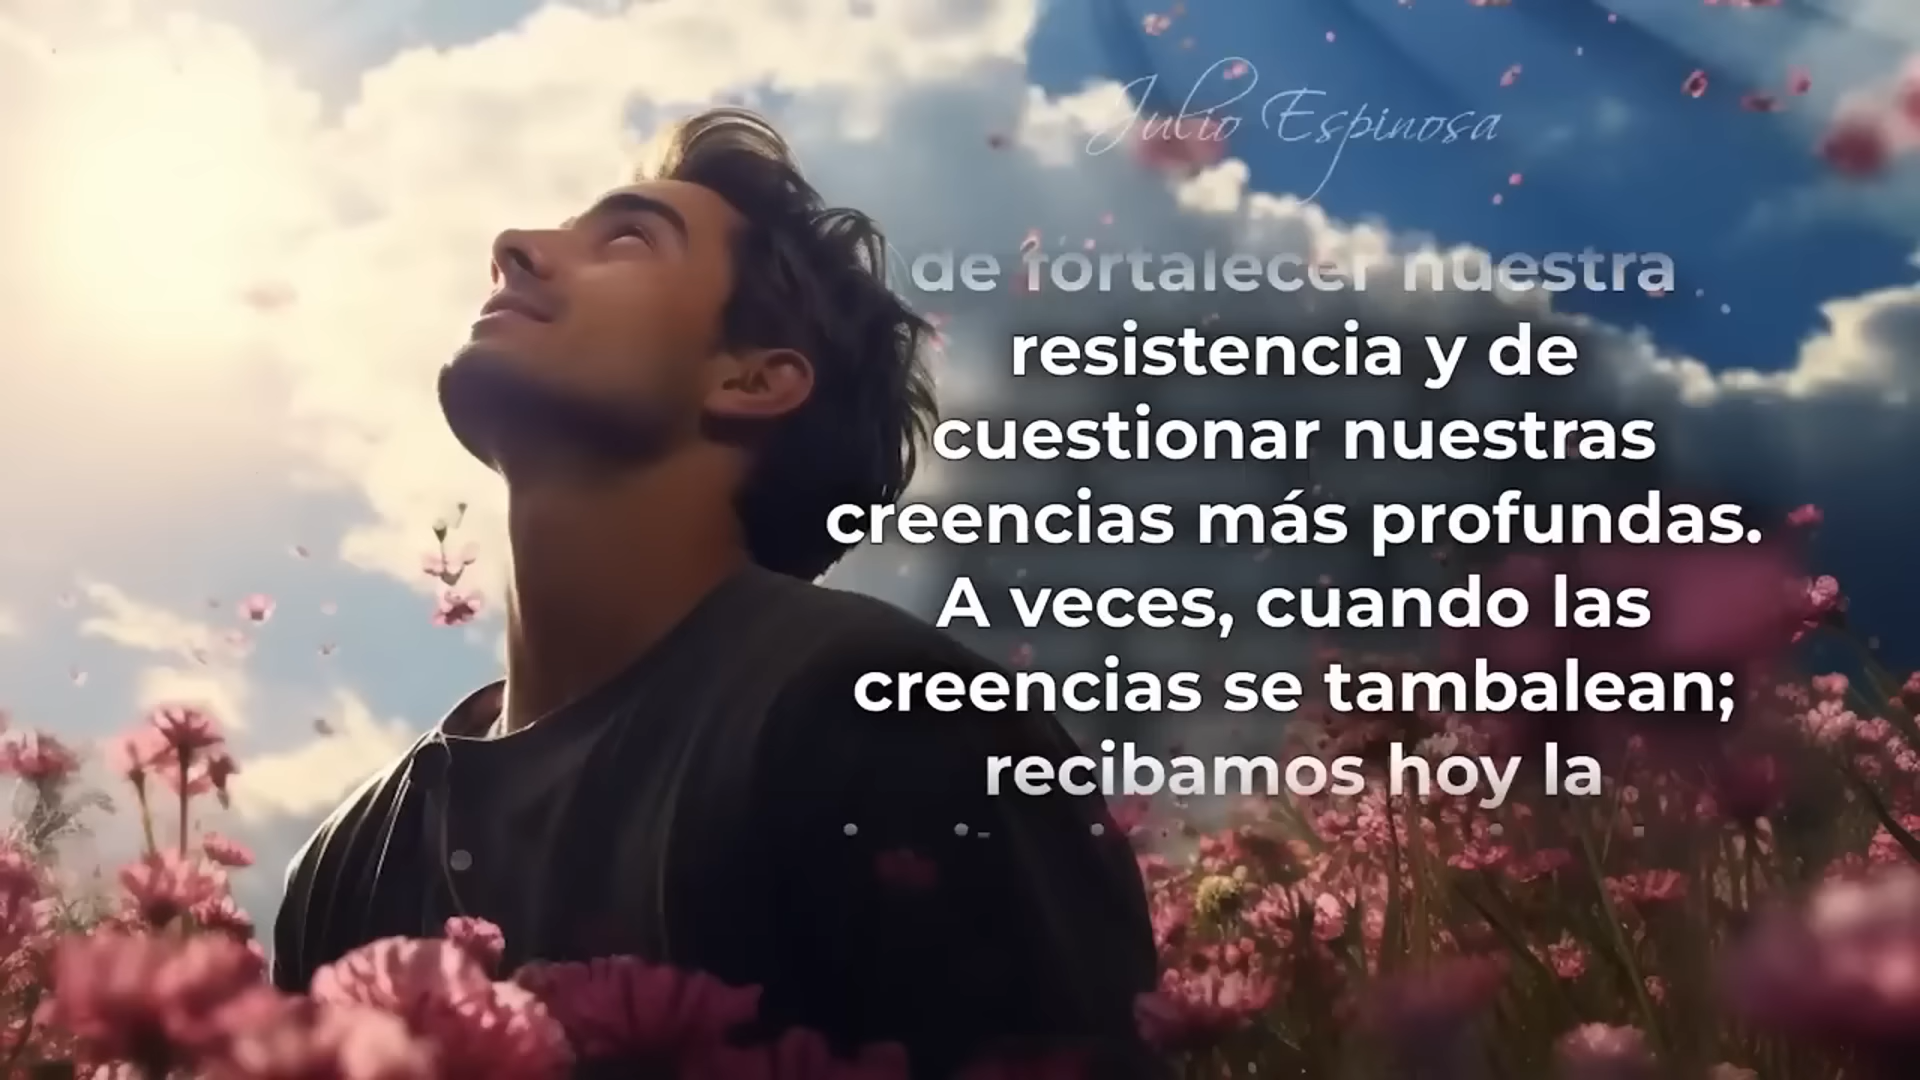 Julio Espinosa
de fortalecer nuestra
resistencia y de
cuestionar nuestras
creencias más profundas.
A veces, cuando las
creencias se tambalean;
recibamos hoy la